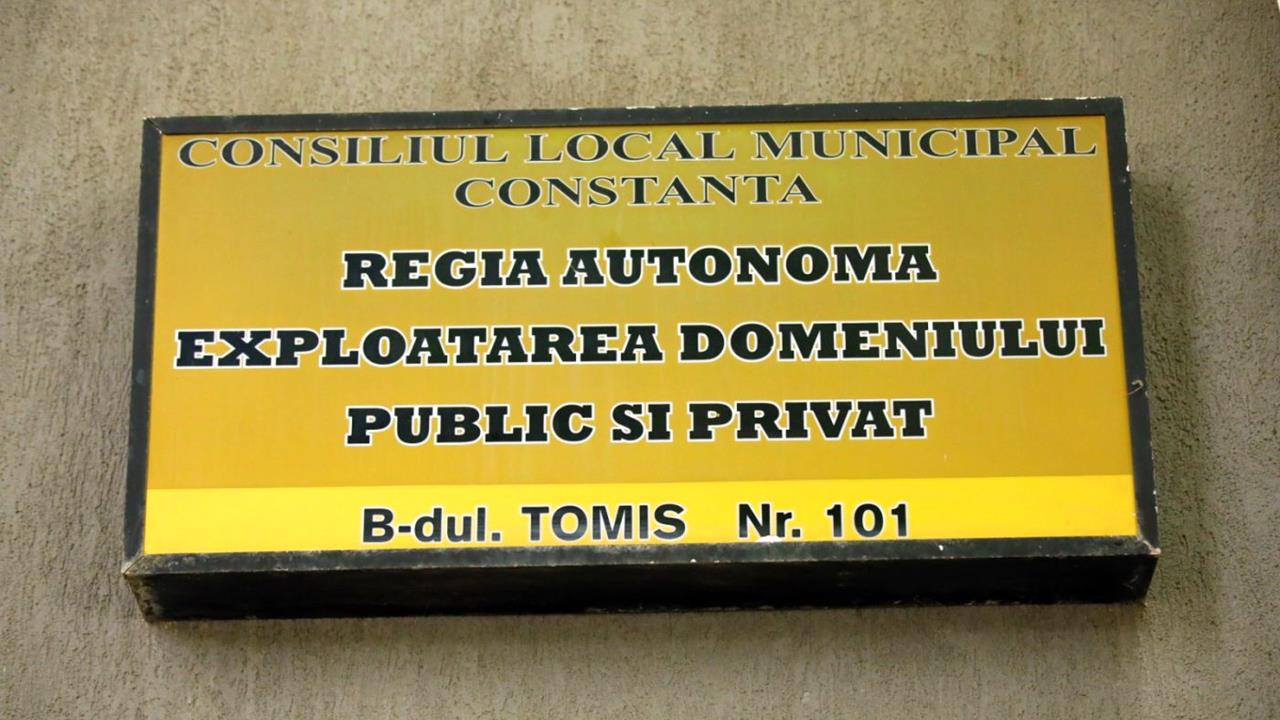 CONSILIUL LOCAL MUNICIPAL
CONSTANTA
REGIA AUTONOMA
EXPLOATAREA DOMENIULUI
PUBLIC SI PRIVAT
B-dul. TOMIS Nr. 101